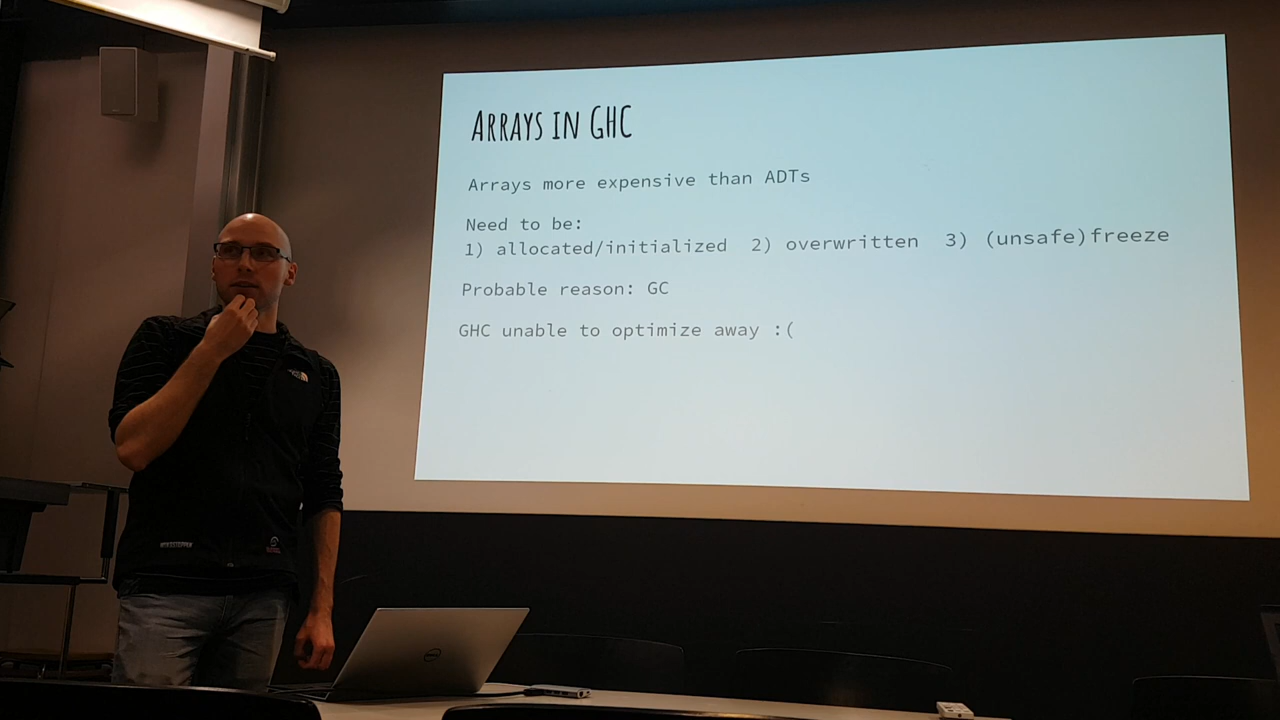 ARRAYS IN GHC
Arrays more expensive than ADTs
Need to be:
1) allocated/initialized 2) overwritten 3) (unsafe)freeze
Probable reason: GC
GHC unable to optimize away :(
DELL